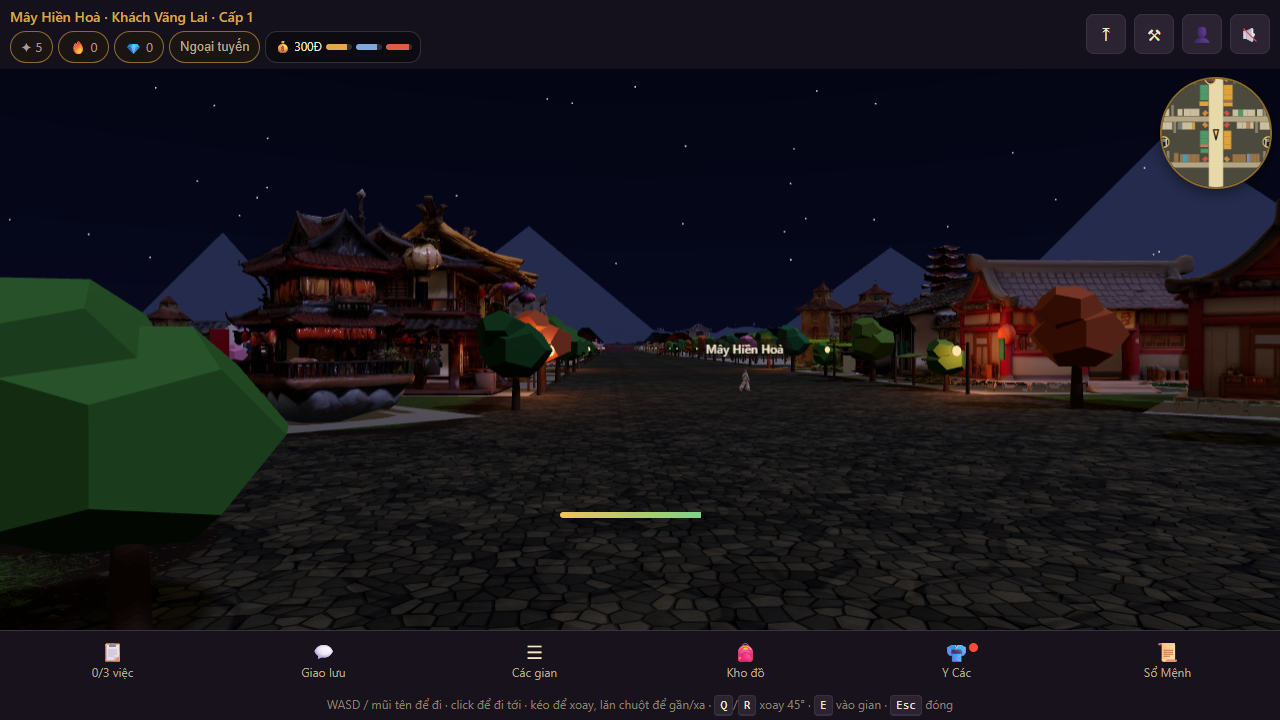 Mây Hiền Hoà · Khách Vãng Lai · Cấp 1
5
0
0
Ngoại tuyến
300Đ
Mây Hiền Hoà
0/3 việc
Giao lưu
Các gian
Kho đồ
Y Các
Sổ Mệnh
WASD / mũi tên để đi · click để đi tới · kéo để xoay, lăn chuột để gần/xa · Q / R xoay 45° · E vào gian · Esc đóng